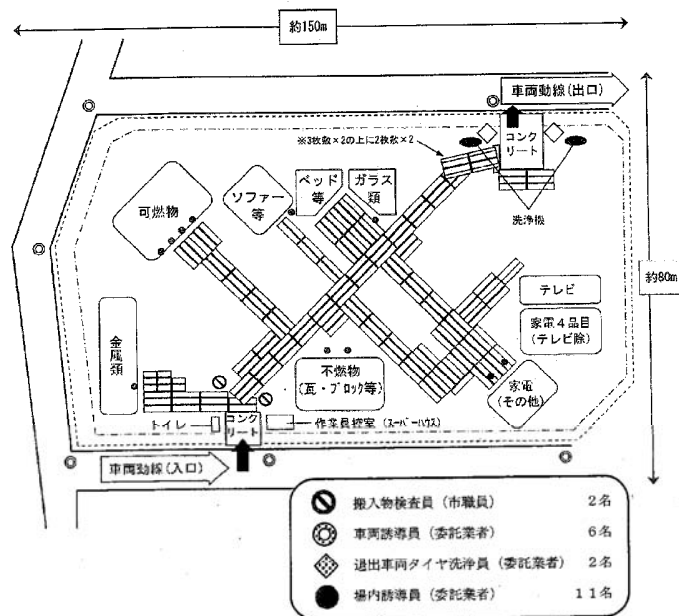 約150m
車両動線(出口)
コンク
リート
※3枚敷×2の上に2枚敷×2
洗浄機
可燃物
ソファー
等
ベッド
等
ガラス
類
約80m
テレビ
家電4品目
(テレビ除)
家電
(その他)
金属類
不燃物
(瓦・ブロック等)
トイレ
コンク
リート
作業員控室 (スーパーハウス)
車両動線(入口)
搬入物検査員（市職員） 2名
車両誘導員（委託業者） 6名
退出車両タイヤ洗浄員（委託業者） 2名
場内誘導員（委託業者） 11名